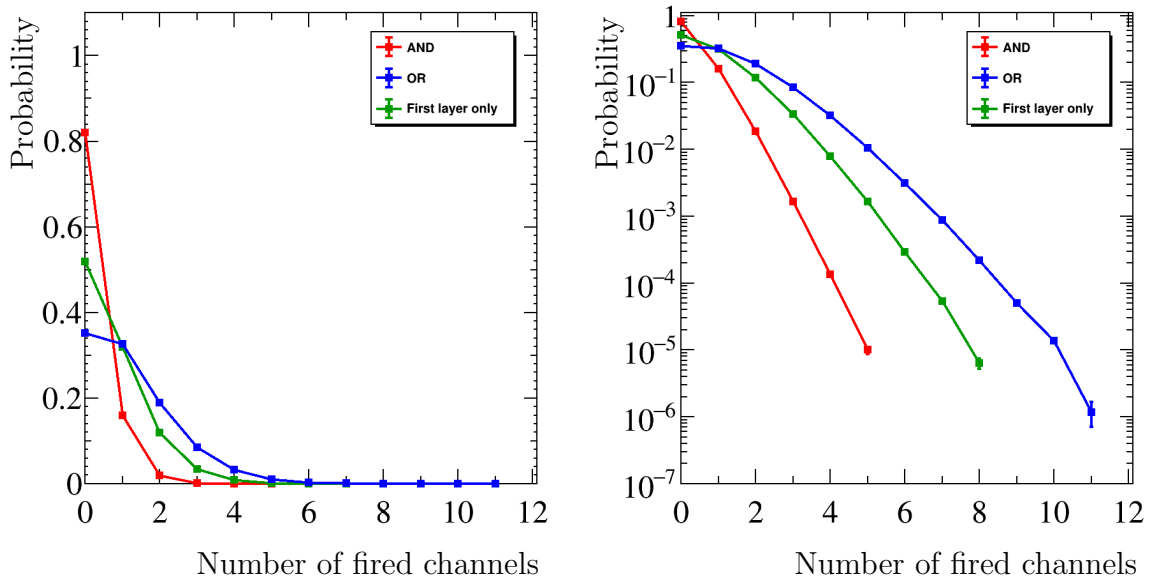 Probability
1
0.8
0.6
0.4
0.2
0
0 2 4 6 8 10 12
Number of fired channels
AND
OR
First layer only
Probability
1
10−1
10−2
10−3
10−4
10−5
10−6
10−7
0 2 4 6 8 10 12
Number of fired channels
AND
OR
First layer only